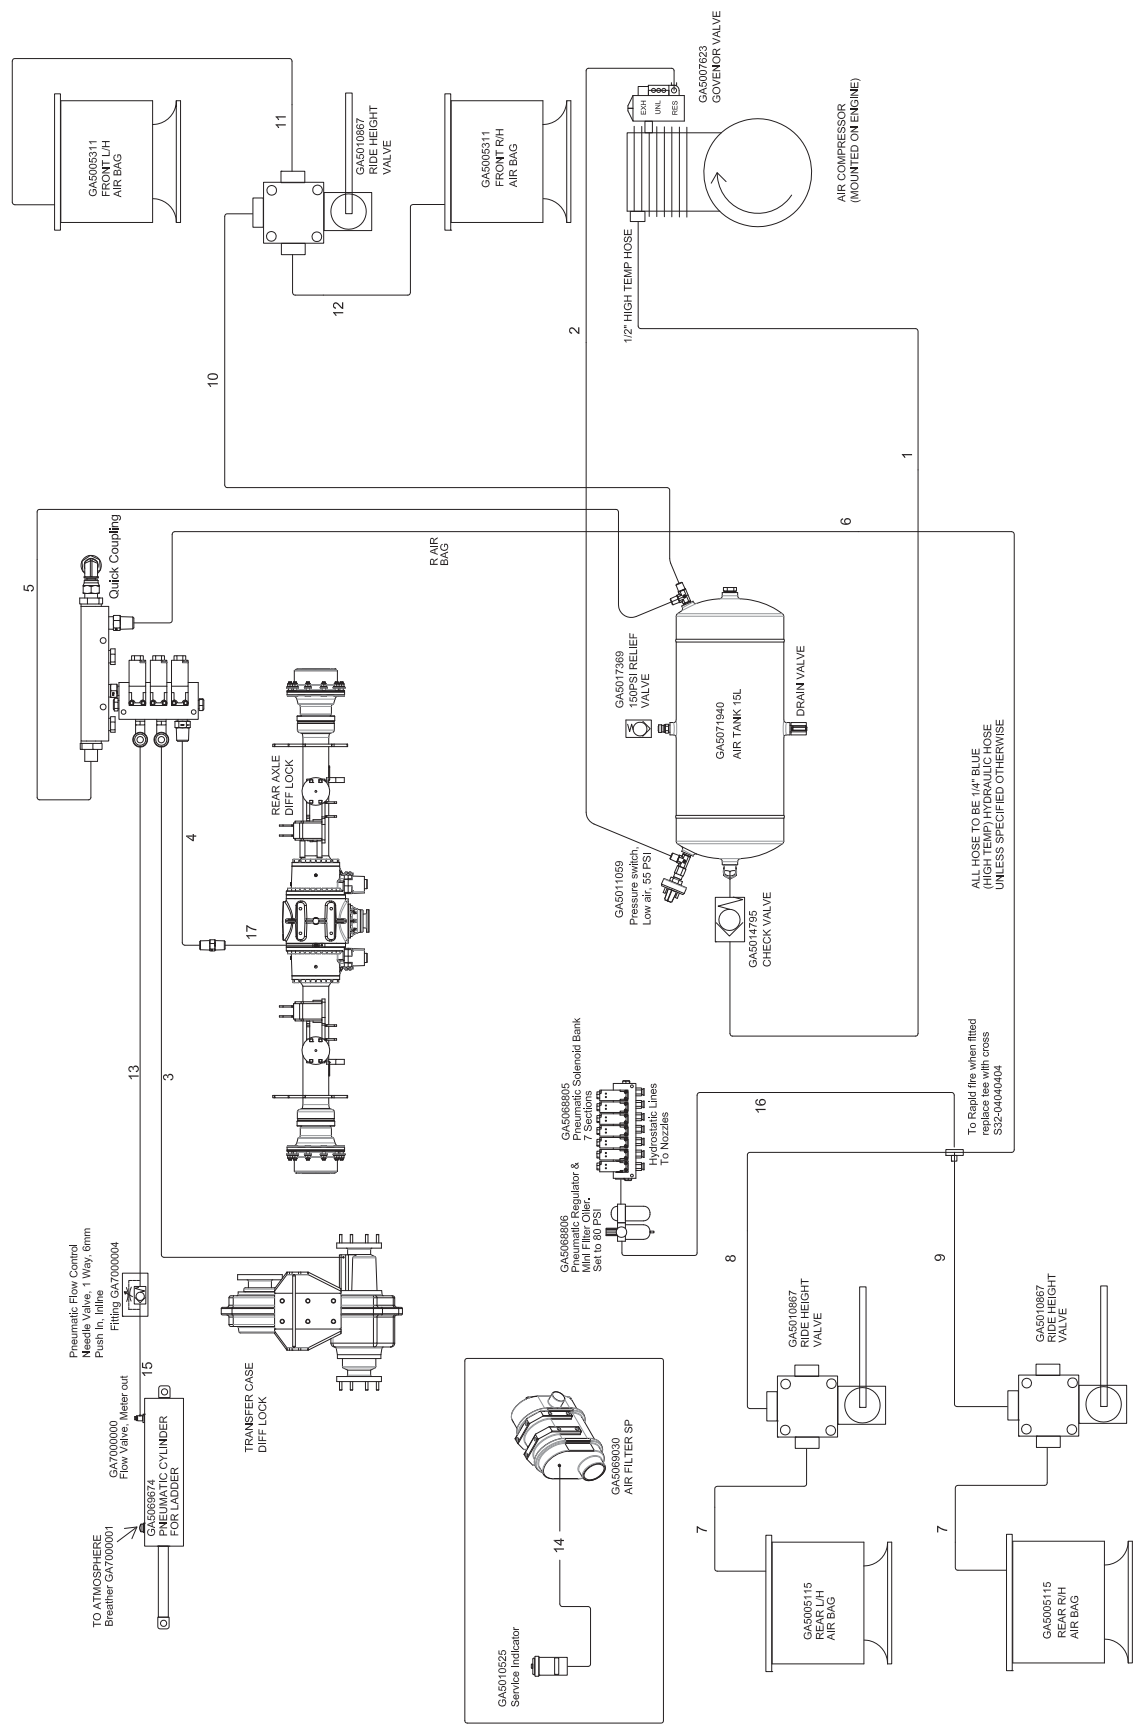 GA5005311
FRONT L/H
AIR BAG
11
GA5010867
RIDE HEIGHT
VALVE
GA5005311
FRONT R/H
AIR BAG
12
10
GA5007623
GOVENOR VALVE
EXH
UNL
RES
AIR COMPRESSOR
(MOUNTED ON ENGINE)
1/2" HIGH TEMP HOSE
2
1
5
Quick Coupling
R AIR
BAG
6
REAR AXLE
DIFF LOCK
4
17
13
3
GA5017369
150PSI RELIEF
VALVE
GA5071940
AIR TANK 15L
DRAIN VALVE
GA5011059
Pressure switch,
Low air, 55 PSI
GA5014795
CHECK VALVE
ALL HOSE TO BE 1/4" BLUE
(HIGH TEMP) HYDRAULIC HOSE
UNLESS SPECIFIED OTHERWISE
Pneumatic Flow Control
Needle Valve, 1 Way, 6mm
Push In, Inline
Fitting GA7000004
15
GA7000000
Flow Valve, Meter out
GA5069674
PNEUMATIC CYLINDER
FOR LADDER
TO ATMOSPHERE
Breather GA7000001
TRANSFER CASE
DIFF LOCK
GA5068805
Pneumatic Solenoid Bank
7 Sections
Hydrostatic Lines
To Nozzles
GA5068806
Pneumatic Regulator &
Mini Filter Oiler.
Set to 80 PSI
16
To Rapid fire when fitted
replace tee with cross
S32-04040404
8
9
GA5010867
RIDE HEIGHT
VALVE
GA5010867
RIDE HEIGHT
VALVE
GA5069030
AIR FILTER SP
14
GA5010525
Service Indicator
7
7
GA5005115
REAR L/H
AIR BAG
GA5005115
REAR R/H
AIR BAG